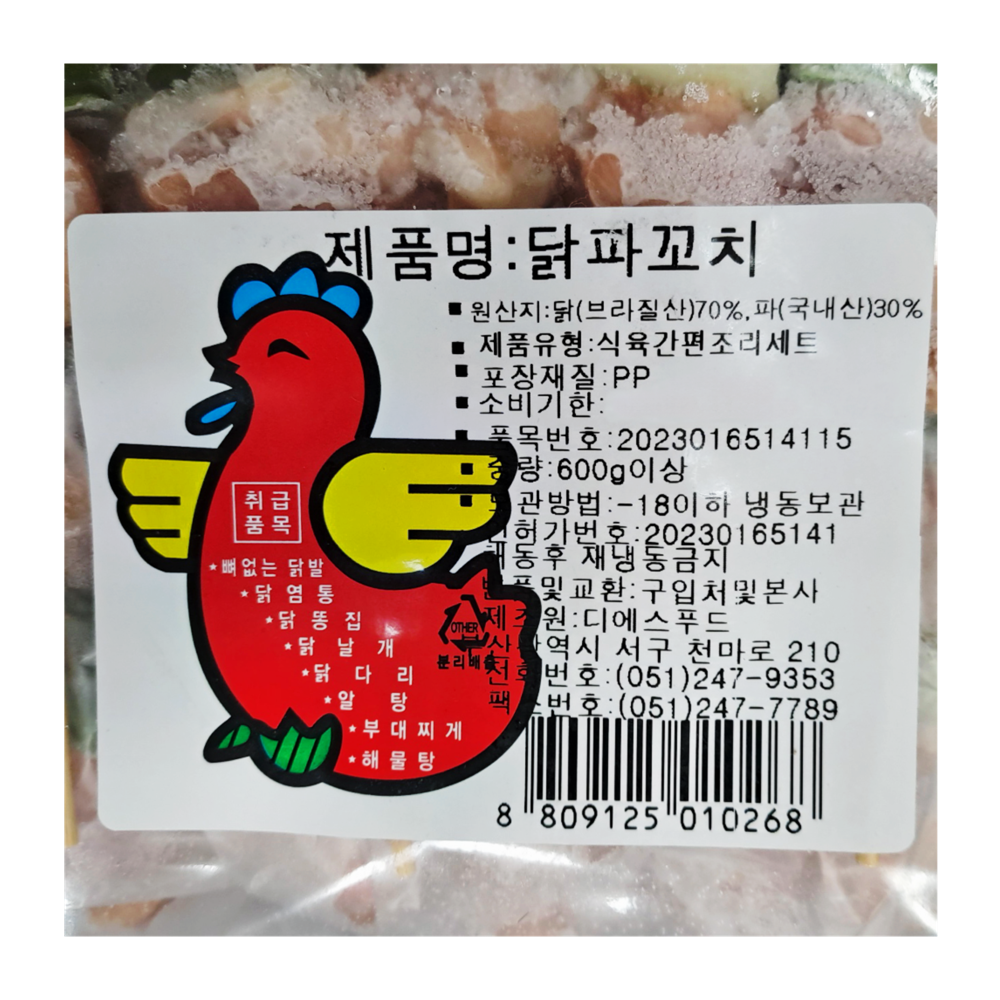 제품명:닭파꼬치
▪ 원산지:닭(브라질산)70%,파(국내산)30%
▪ 제품유형:식육간편조리세트
▪ 포장재질:PP
▪ 소비기한:
품목번호:2023016514115
▪ 중량:600g이상
▪ 보관방법:-18이하 냉동보관
인허가번호:20230165141
해동후 재냉동금지
반품및교환:구입처및본사
제조원:디에스푸드
부산광역시 서구 천마로 210
전화번호:(051)247-9353
팩스번호:(051)247-7789
8 809125 010268
취급
품목
★뼈없는 닭발
★닭염통
★닭똥집
★닭날개
★닭다리
★알탕
★부대찌게
★해물탕
OTHER
분리배출